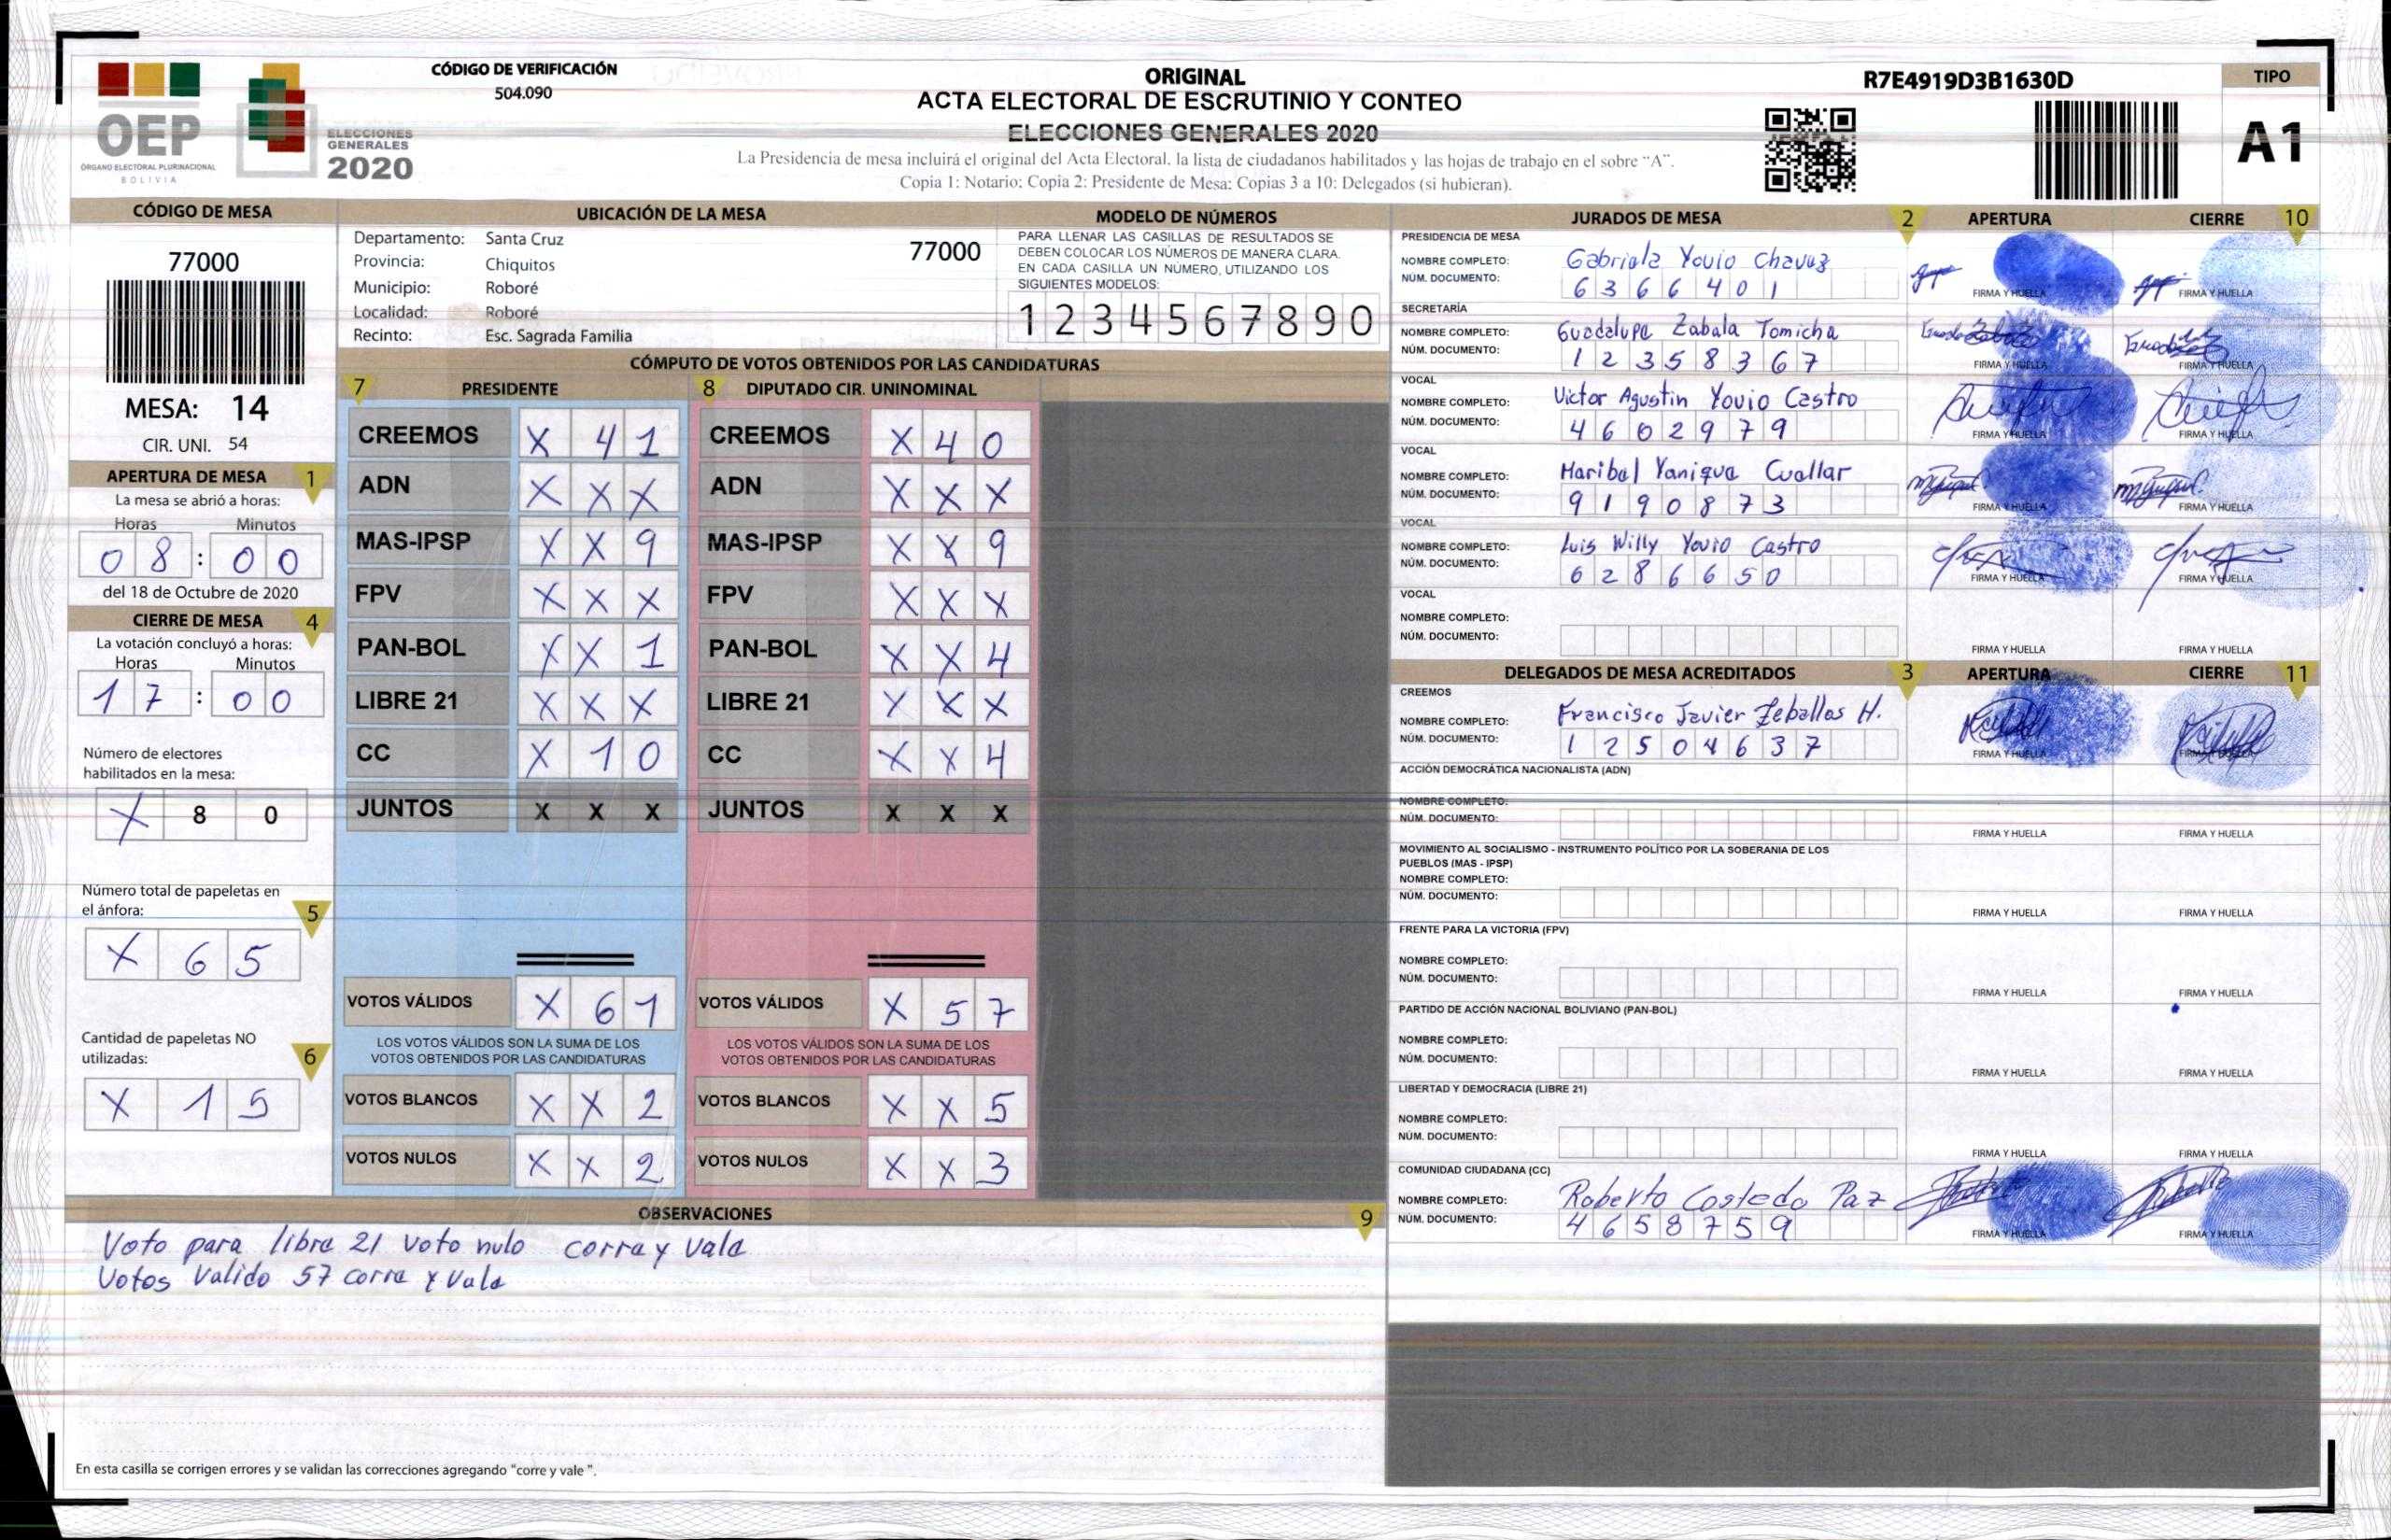 CÓDIGO DE VERIFICACIÓN
504.090
ORIGINAL
ACTA ELECTORAL DE ESCRUTINIO Y CONTEO
ELECCIONES GENERALES 2020
La Presidencia de mesa incluirá el original del Acta Electoral, la lista de ciudadanos habilitados y las hojas de trabajo en el sobre "A".
Copia 1: Notario; Copia 2: Presidente de Mesa; Copias 3 a 10: Delegados (si hubieran).
R7E4919D3B1630D
TIPO
A1
OEP
ÓRGANO ELECTORAL PLURINACIONAL
BOLIVIA
ELECCIONES
GENERALES
2020
CÓDIGO DE MESA
77000
MESA: 14
CIR. UNI. 54
APERTURA DE MESA 1
La mesa se abrió a horas:
Horas Minutos
08 : 00
del 18 de Octubre de 2020
CIERRE DE MESA 4
La votación concluyó a horas:
Horas Minutos
17 : 00
Número de electores
habilitados en la mesa:
X 8 0
Número total de papeletas en
el ánfora: 5
X 6 5
Cantidad de papeletas NO
utilizadas: 6
X 1 5
UBICACIÓN DE LA MESA
Departamento: Santa Cruz 77000
Provincia: Chiquitos
Municipio: Roboré
Localidad: Roboré
Recinto: Esc. Sagrada Familia
MODELO DE NÚMEROS
PARA LLENAR LAS CASILLAS DE RESULTADOS SE
DEBEN COLOCAR LOS NÚMEROS DE MANERA CLARA.
EN CADA CASILLA UN NÚMERO, UTILIZANDO LOS
SIGUIENTES MODELOS:
1 2 3 4 5 6 7 8 9 0
CÓMPUTO DE VOTOS OBTENIDOS POR LAS CANDIDATURAS
7 PRESIDENTE 8 DIPUTADO CIR. UNINOMINAL
CREEMOS X 4 1 CREEMOS X 4 0
ADN X X X ADN X X X
MAS-IPSP X X 9 MAS-IPSP X X 9
FPV X X X FPV X X X
PAN-BOL X X 1 PAN-BOL X X 4
LIBRE 21 X X X LIBRE 21 X X X
CC X 1 0 CC X X 4
JUNTOS X X X JUNTOS X X X
VOTOS VÁLIDOS X 6 1 VOTOS VÁLIDOS X 5 7
LOS VOTOS VÁLIDOS SON LA SUMA DE LOS LOS VOTOS VÁLIDOS SON LA SUMA DE LOS
VOTOS OBTENIDOS POR LAS CANDIDATURAS VOTOS OBTENIDOS POR LAS CANDIDATURAS
VOTOS BLANCOS X X 2 VOTOS BLANCOS X X 5
VOTOS NULOS X X 2 VOTOS NULOS X X 3
OBSERVACIONES 9
Voto para libre 21 voto nulo corra y vale
Votos Valido 57 corre y vale
En esta casilla se corrigen errores y se validan las correcciones agregando "corre y vale ".
JURADOS DE MESA 2 APERTURA CIERRE 10
PRESIDENCIA DE MESA
NOMBRE COMPLETO: Gabriela Yovio Chavez
NÚM. DOCUMENTO: 6366401
FIRMA Y HUELLA FIRMA Y HUELLA
SECRETARÍA
NOMBRE COMPLETO: Guadalupe Zabala Tomicha
NÚM. DOCUMENTO: 12358367
FIRMA Y HUELLA FIRMA Y HUELLA
VOCAL
NOMBRE COMPLETO: Victor Agustin Yovio Castro
NÚM. DOCUMENTO: 4602979
FIRMA Y HUELLA FIRMA Y HUELLA
VOCAL
NOMBRE COMPLETO: Maribel Yanique Cuellar
NÚM. DOCUMENTO: 9190873
FIRMA Y HUELLA FIRMA Y HUELLA
VOCAL
NOMBRE COMPLETO: Luis Willy Yovio Castro
NÚM. DOCUMENTO: 6286650
FIRMA Y HUELLA FIRMA Y HUELLA
VOCAL
NOMBRE COMPLETO:
NÚM. DOCUMENTO:
FIRMA Y HUELLA FIRMA Y HUELLA
DELEGADOS DE MESA ACREDITADOS 3 APERTURA CIERRE 11
CREEMOS
NOMBRE COMPLETO: Francisco Javier Zeballos H.
NÚM. DOCUMENTO: 12504637
FIRMA Y HUELLA FIRMA Y HUELLA
ACCIÓN DEMOCRÁTICA NACIONALISTA (ADN)
NOMBRE COMPLETO:
NÚM. DOCUMENTO:
FIRMA Y HUELLA FIRMA Y HUELLA
MOVIMIENTO AL SOCIALISMO - INSTRUMENTO POLÍTICO POR LA SOBERANIA DE LOS
PUEBLOS (MAS - IPSP)
NOMBRE COMPLETO:
NÚM. DOCUMENTO:
FIRMA Y HUELLA FIRMA Y HUELLA
FRENTE PARA LA VICTORIA (FPV)
NOMBRE COMPLETO:
NÚM. DOCUMENTO:
FIRMA Y HUELLA FIRMA Y HUELLA
PARTIDO DE ACCIÓN NACIONAL BOLIVIANO (PAN-BOL)
NOMBRE COMPLETO:
NÚM. DOCUMENTO:
FIRMA Y HUELLA FIRMA Y HUELLA
LIBERTAD Y DEMOCRACIA (LIBRE 21)
NOMBRE COMPLETO:
NÚM. DOCUMENTO:
FIRMA Y HUELLA FIRMA Y HUELLA
COMUNIDAD CIUDADANA (CC)
NOMBRE COMPLETO: Roberto Costedo Paz
NÚM. DOCUMENTO: 4658759
FIRMA Y HUELLA FIRMA Y HUELLA